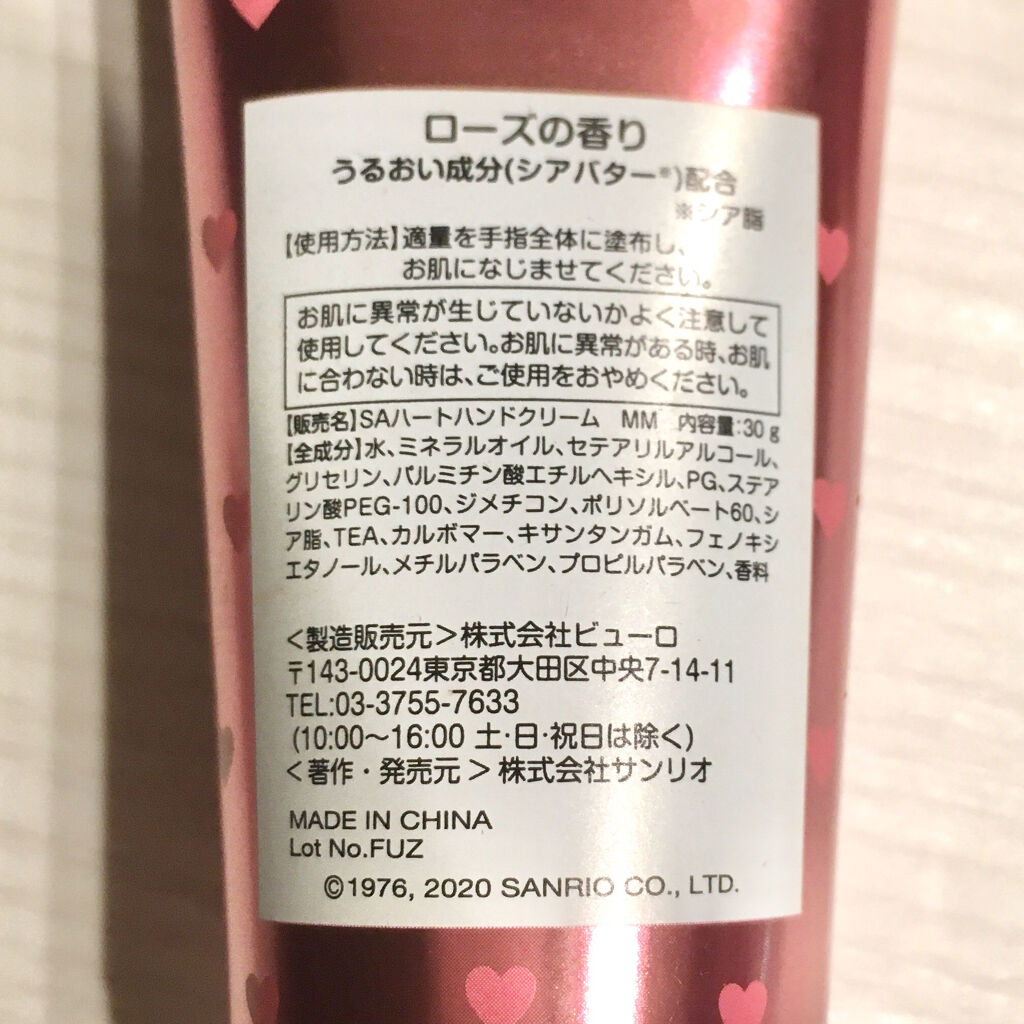 ローズの香り
うるおい成分(シアバター※)配合
※シア脂
【使用方法】適量を手指全体に塗布し、
お肌になじませてください。
お肌に異常が生じていないかよく注意して
使用してください。お肌に異常がある時、お肌
に合わない時は、ご使用をおやめください。
【販売名】SAハートハンドクリーム MM 内容量:30g
【全成分】水、ミネラルオイル、セテアリルアルコール、
グリセリン、パルミチン酸エチルヘキシル、PG、ステア
リン酸PEG-100、ジメチコン、ポリソルベート60、シ
ア脂、TEA、カルボマー、キサンタンガム、フェノキシ
エタノール、メチルパラベン、プロピルパラベン、香料
<製造販売元>株式会社ビューロ
〒143-0024東京都大田区中央7-14-11
TEL:03-3755-7633
(10:00～16:00 土・日・祝日は除く)
<著作・発売元>株式会社サンリオ
MADE IN CHINA
Lot No.FUZ
©1976, 2020 SANRIO CO., LTD.